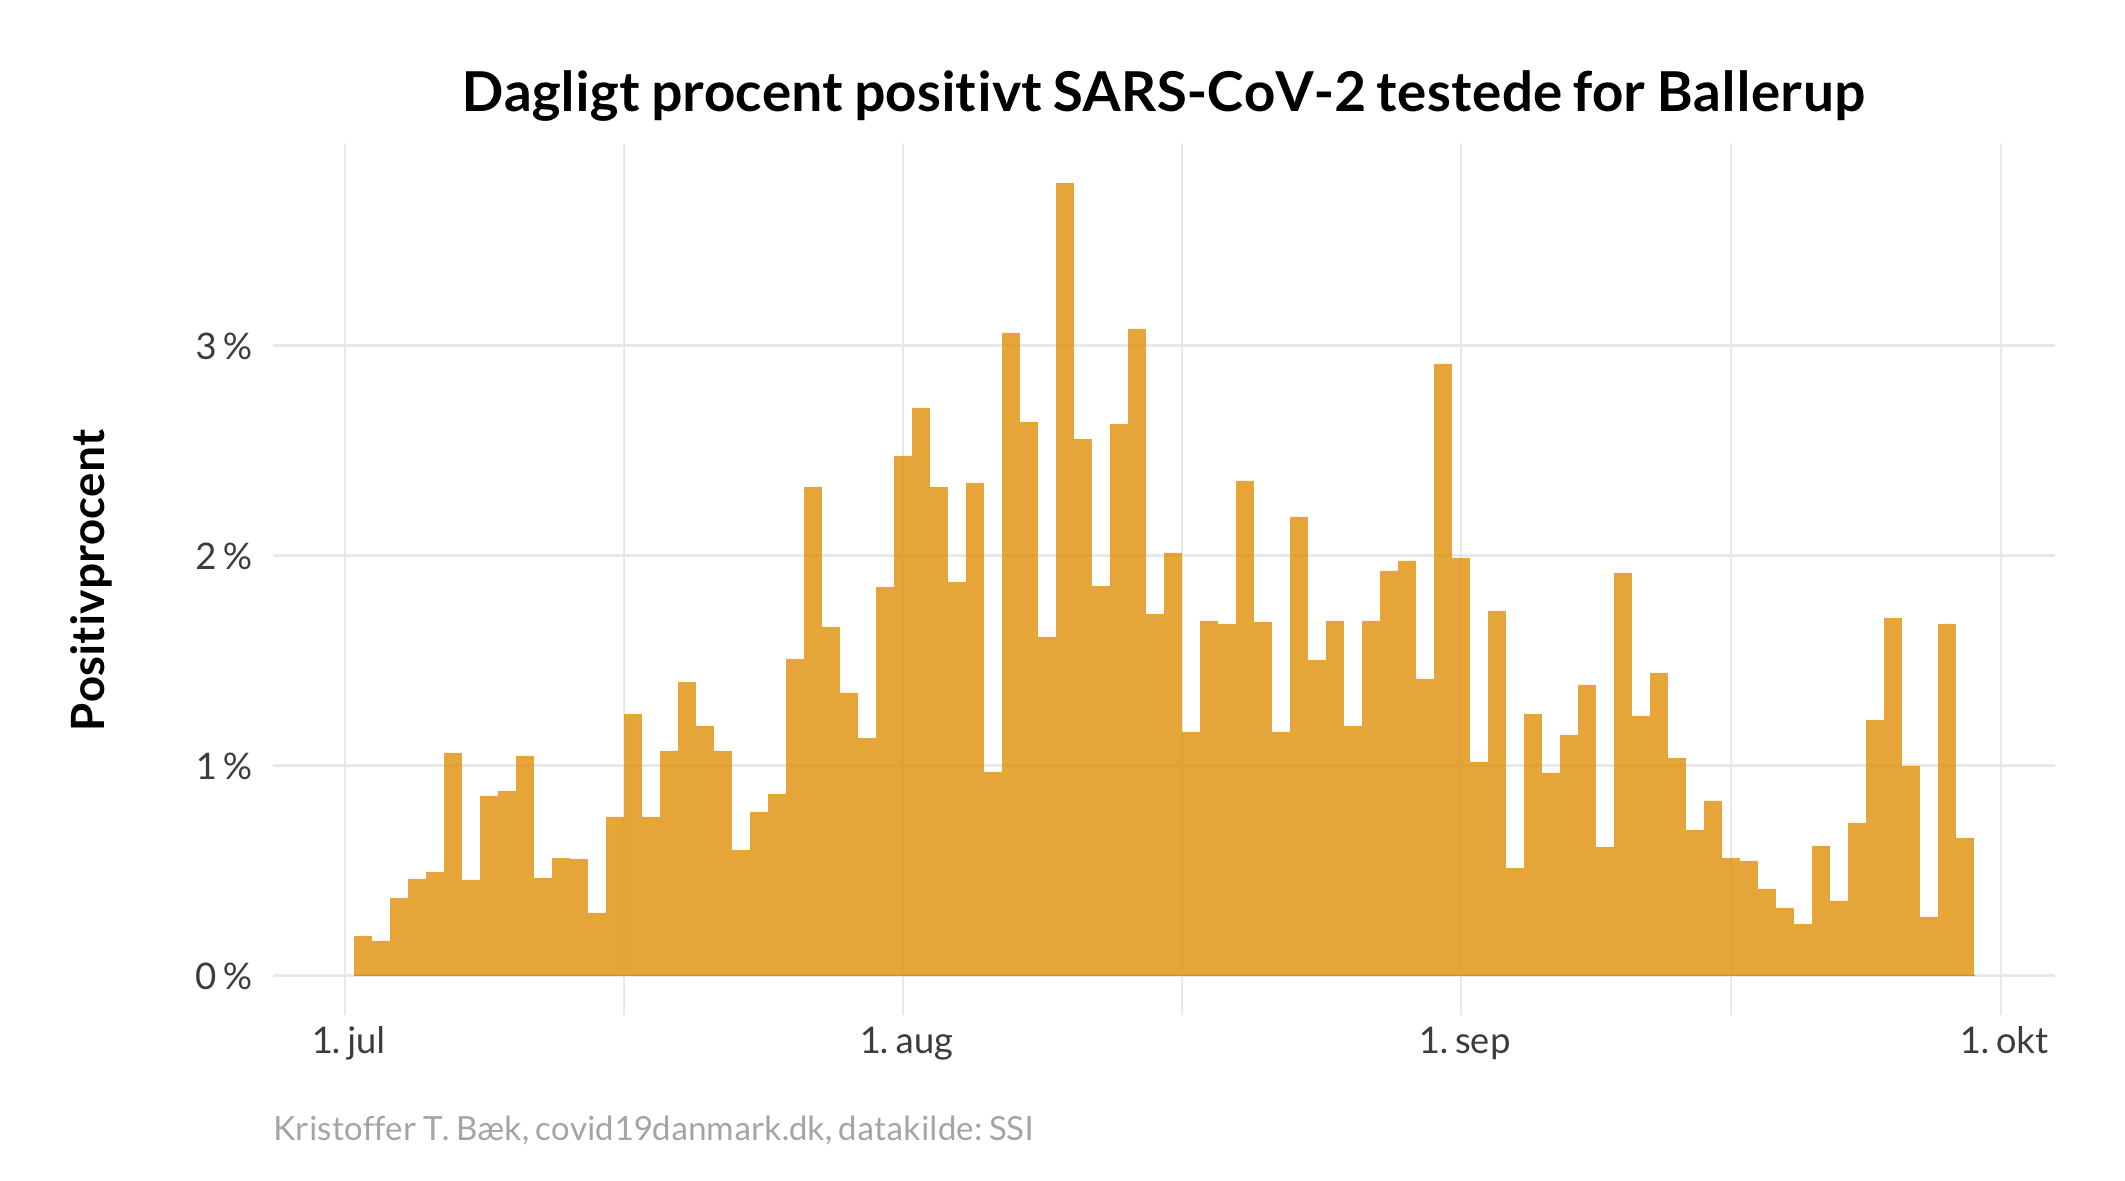 Dagligt procent positivt SARS-CoV-2 testede for Ballerup
Positivprocent
3 %
2 %
1 %
0 %
1. jul
1. aug
1. sep
1. okt
Kristoffer T. Bæk, covid19danmark.dk, datakilde: SSI